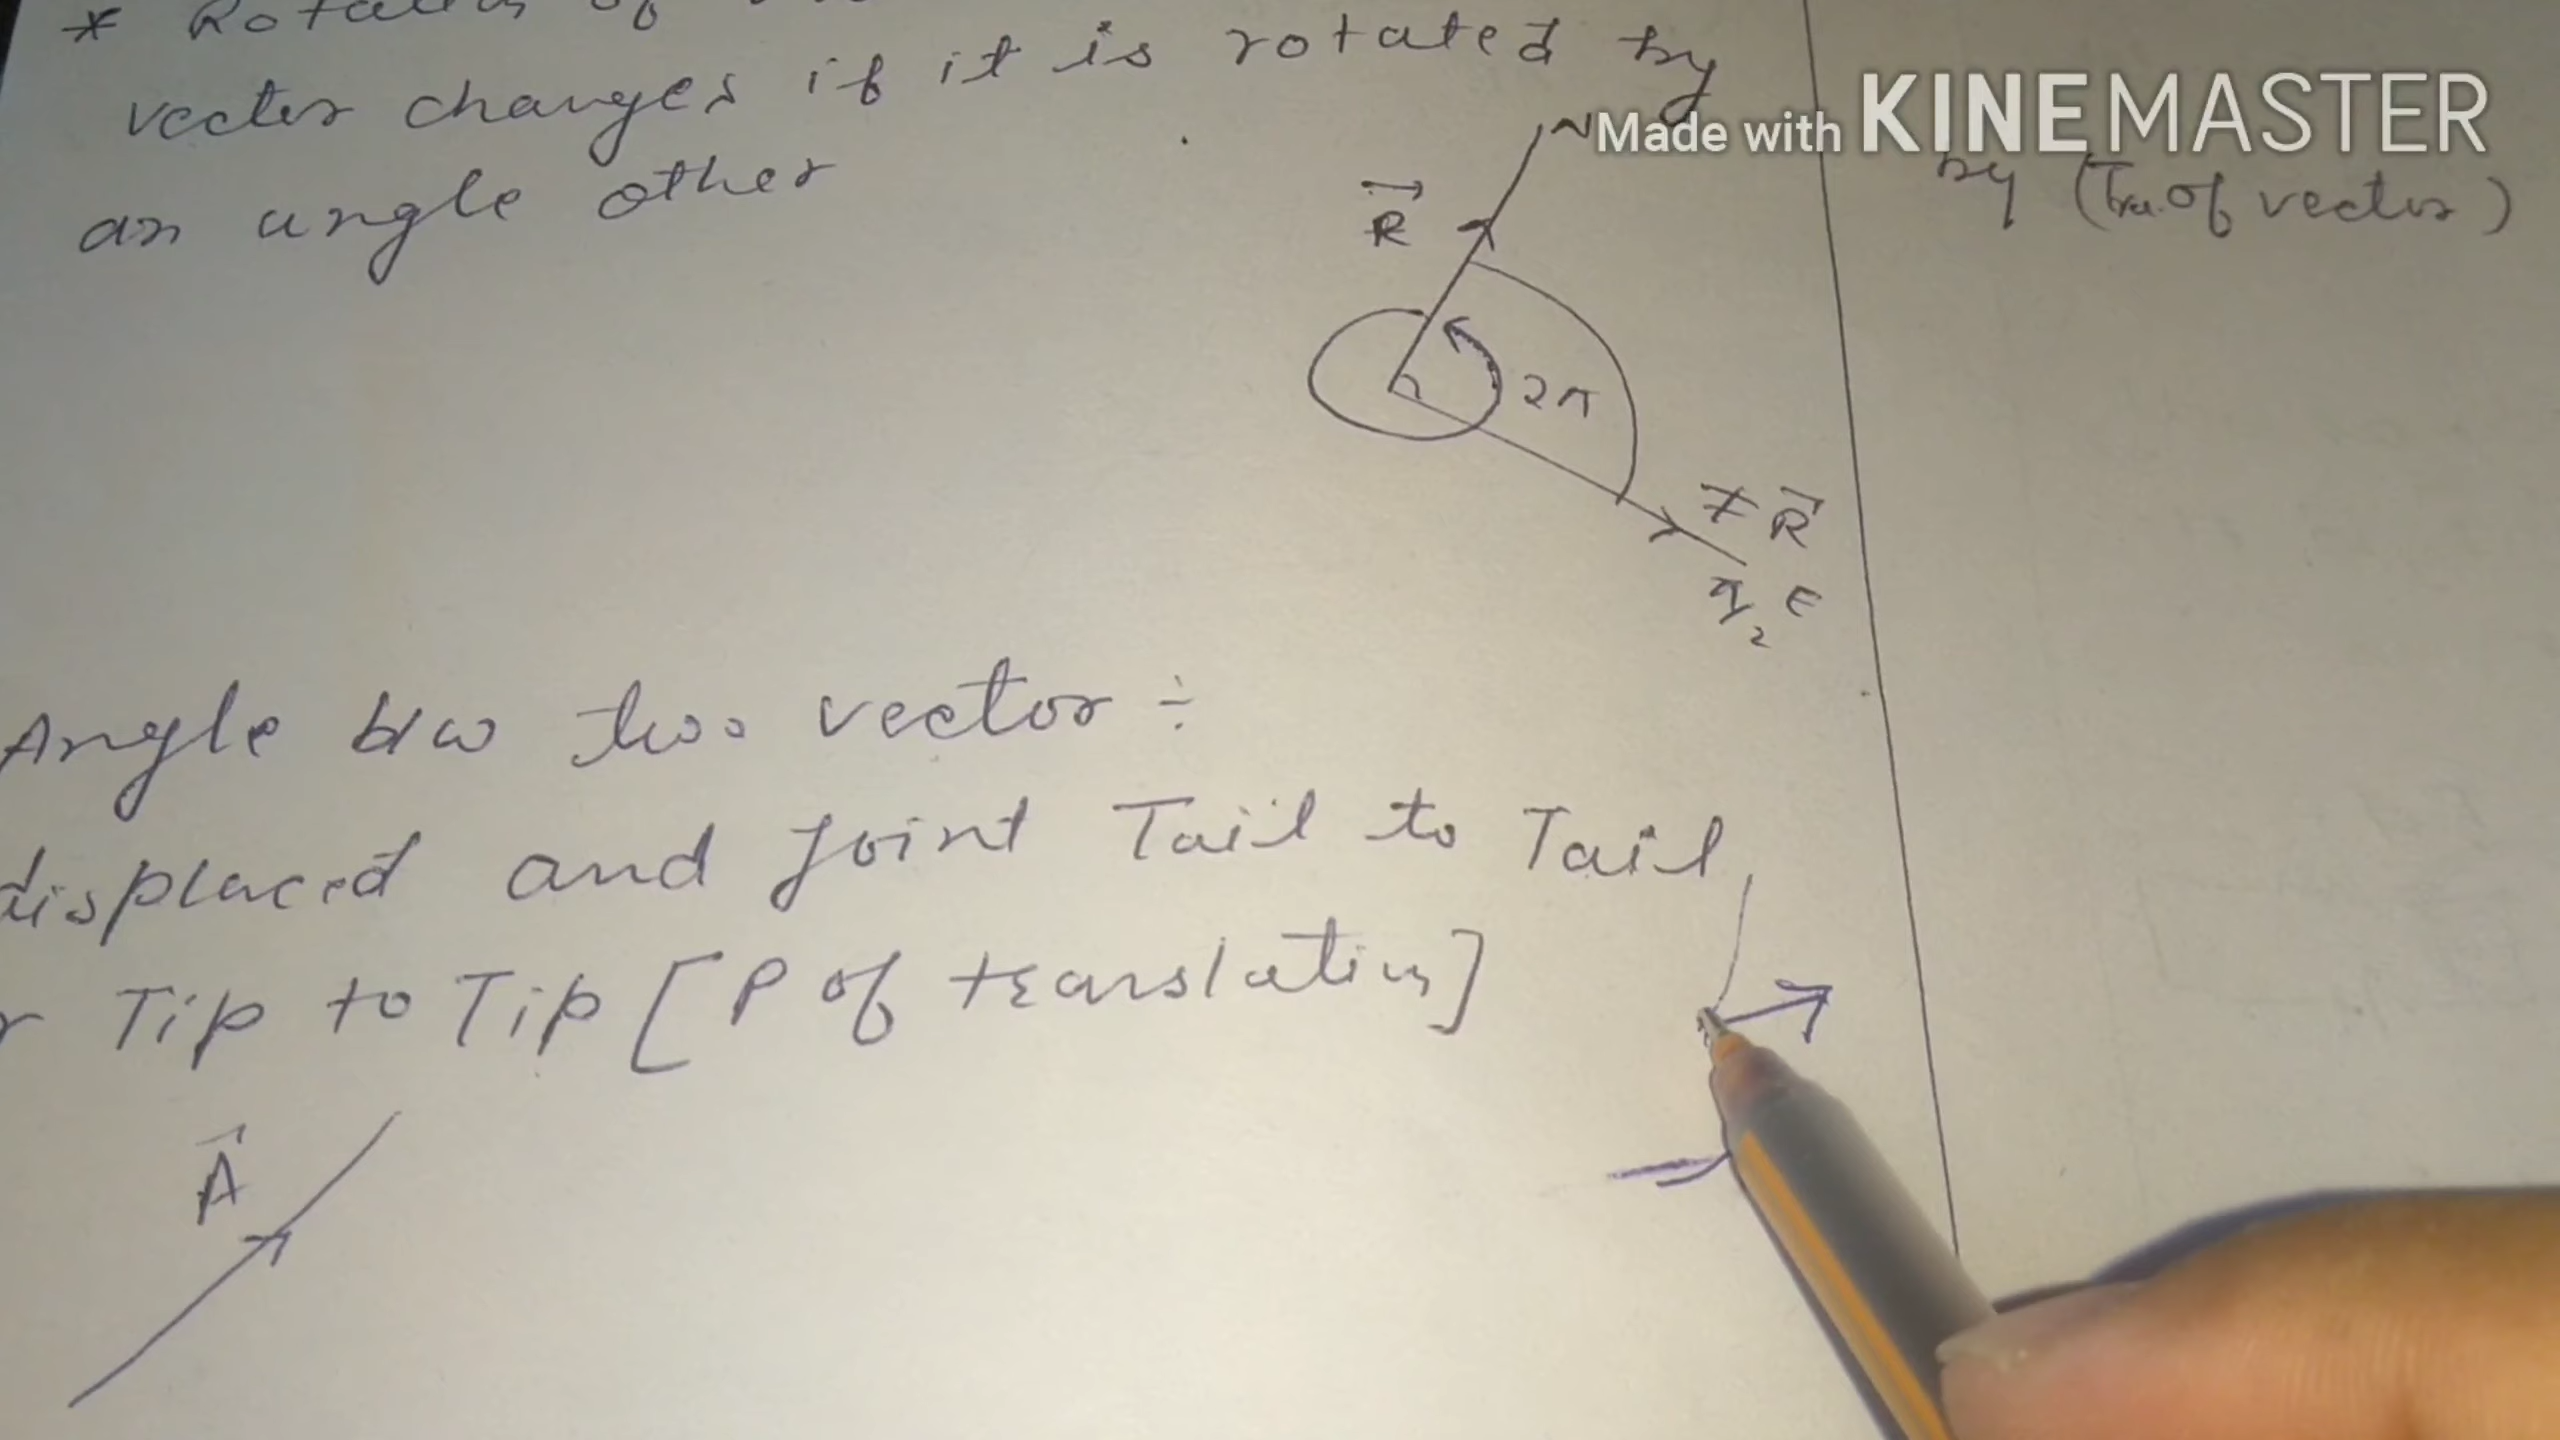 * Rotation of
vector changes if it is rotated by
an angle other
N
R
2π
≠ R
π/2 E
Made with KINEMASTER
by (Tra. of vector)
Angle b/w two vector ÷
displaced and Joint Tail to Tail
r Tip to Tip [P of translation]
A